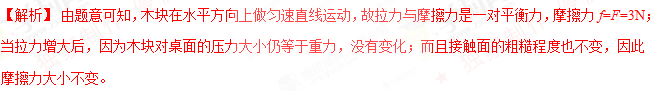 【解析】由题意可知，木块在水平方向上做匀速直线运动，故拉力与摩擦力是一对平衡力，摩擦力 f=F=3N；
当拉力增大后，因为木块对桌面的压力大小仍等于重力，没有变化；而且接触面的粗糙程度也不变，因此
摩擦力大小不变。